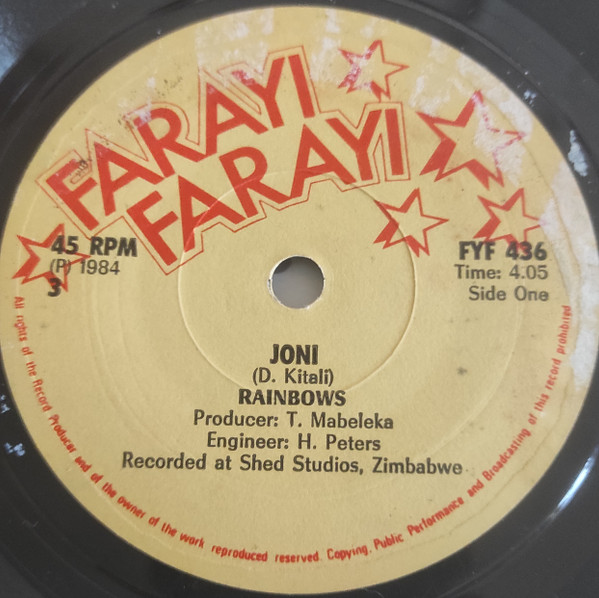 FARAYI
FARAYI
45 RPM
(P) 1984
3
FYF 436
Time: 4.05
Side One
JONI
(D. Kitali)
RAINBOWS
Producer: T. Mabeleka
Engineer: H. Peters
Recorded at Shed Studios, Zimbabwe
All rights of the Record Producer and of the owner of the work reproduced reserved. Copying, Public Performance and Broadcasting of this record prohibited